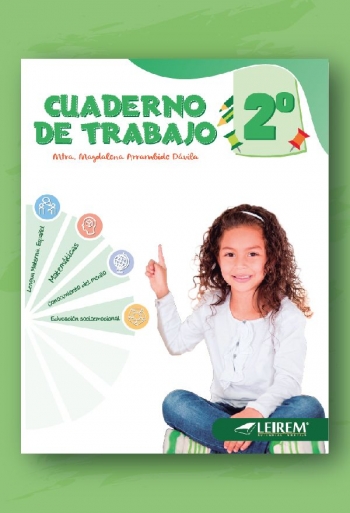 CUADERNO
DE TRABAJO
2º
Mtra. Magdalena Arrambide Dávila
Lengua Materna. Español
Matemáticas
Conocimiento del medio
Educación socioemocional
LEIREM®